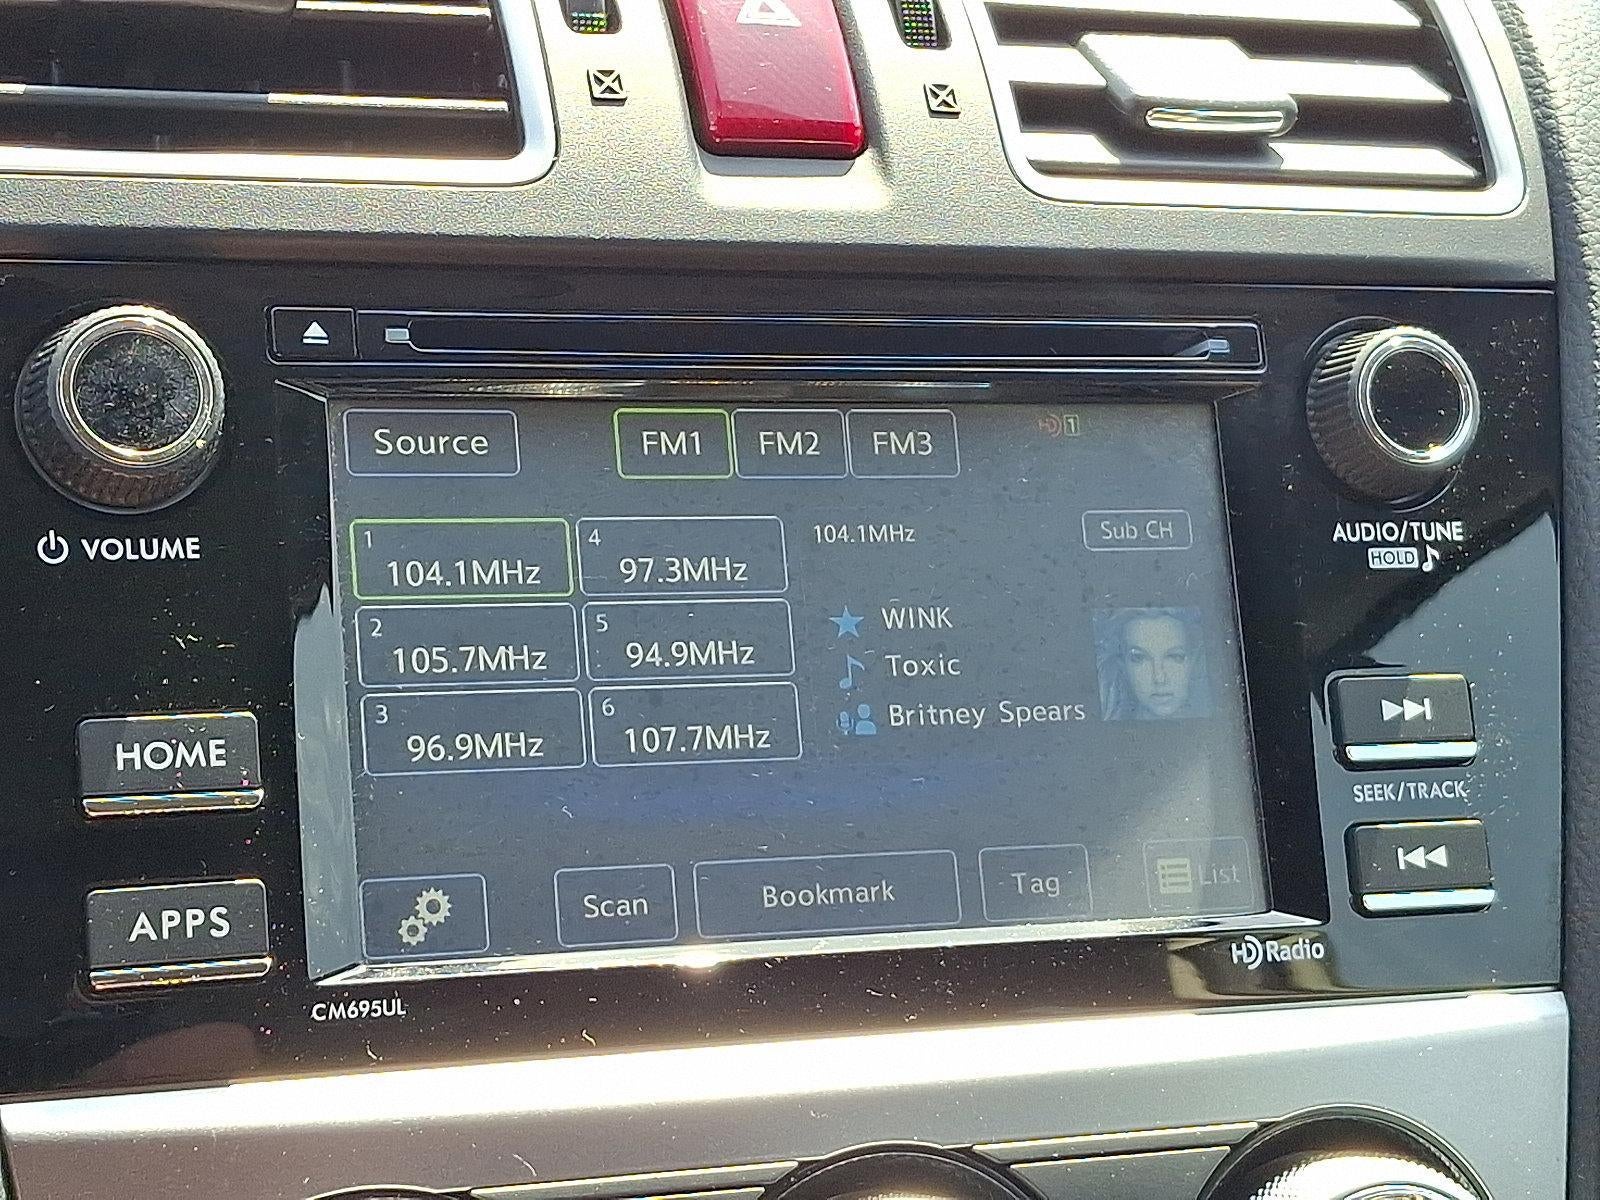 Source
FM1
FM2
FM3
HD 1
1
104.1MHz
4
97.3MHz
104.1MHz
Sub CH
2
105.7MHz
5
94.9MHz
WINK
Toxic
Britney Spears
3
96.9MHz
6
107.7MHz
Scan
Bookmark
Tag
List
VOLUME
AUDIO/TUNE
HOLD
HOME
SEEK/TRACK
APPS
HD Radio
CM695UL